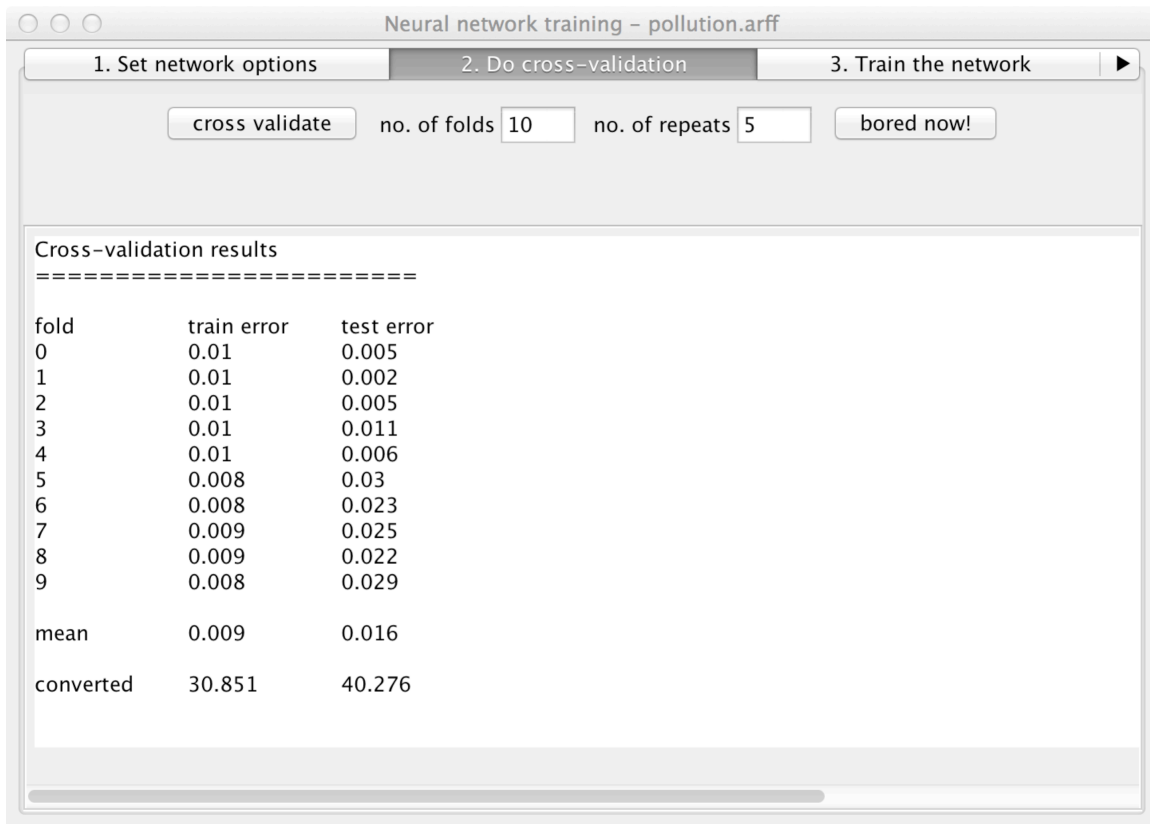 Neural network training – pollution.arff
1. Set network options 2. Do cross-validation 3. Train the network
cross validate no. of folds 10 no. of repeats 5 bored now!
Cross-validation results
========================
fold train error test error
0 0.01 0.005
1 0.01 0.002
2 0.01 0.005
3 0.01 0.011
4 0.01 0.006
5 0.008 0.03
6 0.008 0.023
7 0.009 0.025
8 0.009 0.022
9 0.008 0.029
mean 0.009 0.016
converted 30.851 40.276